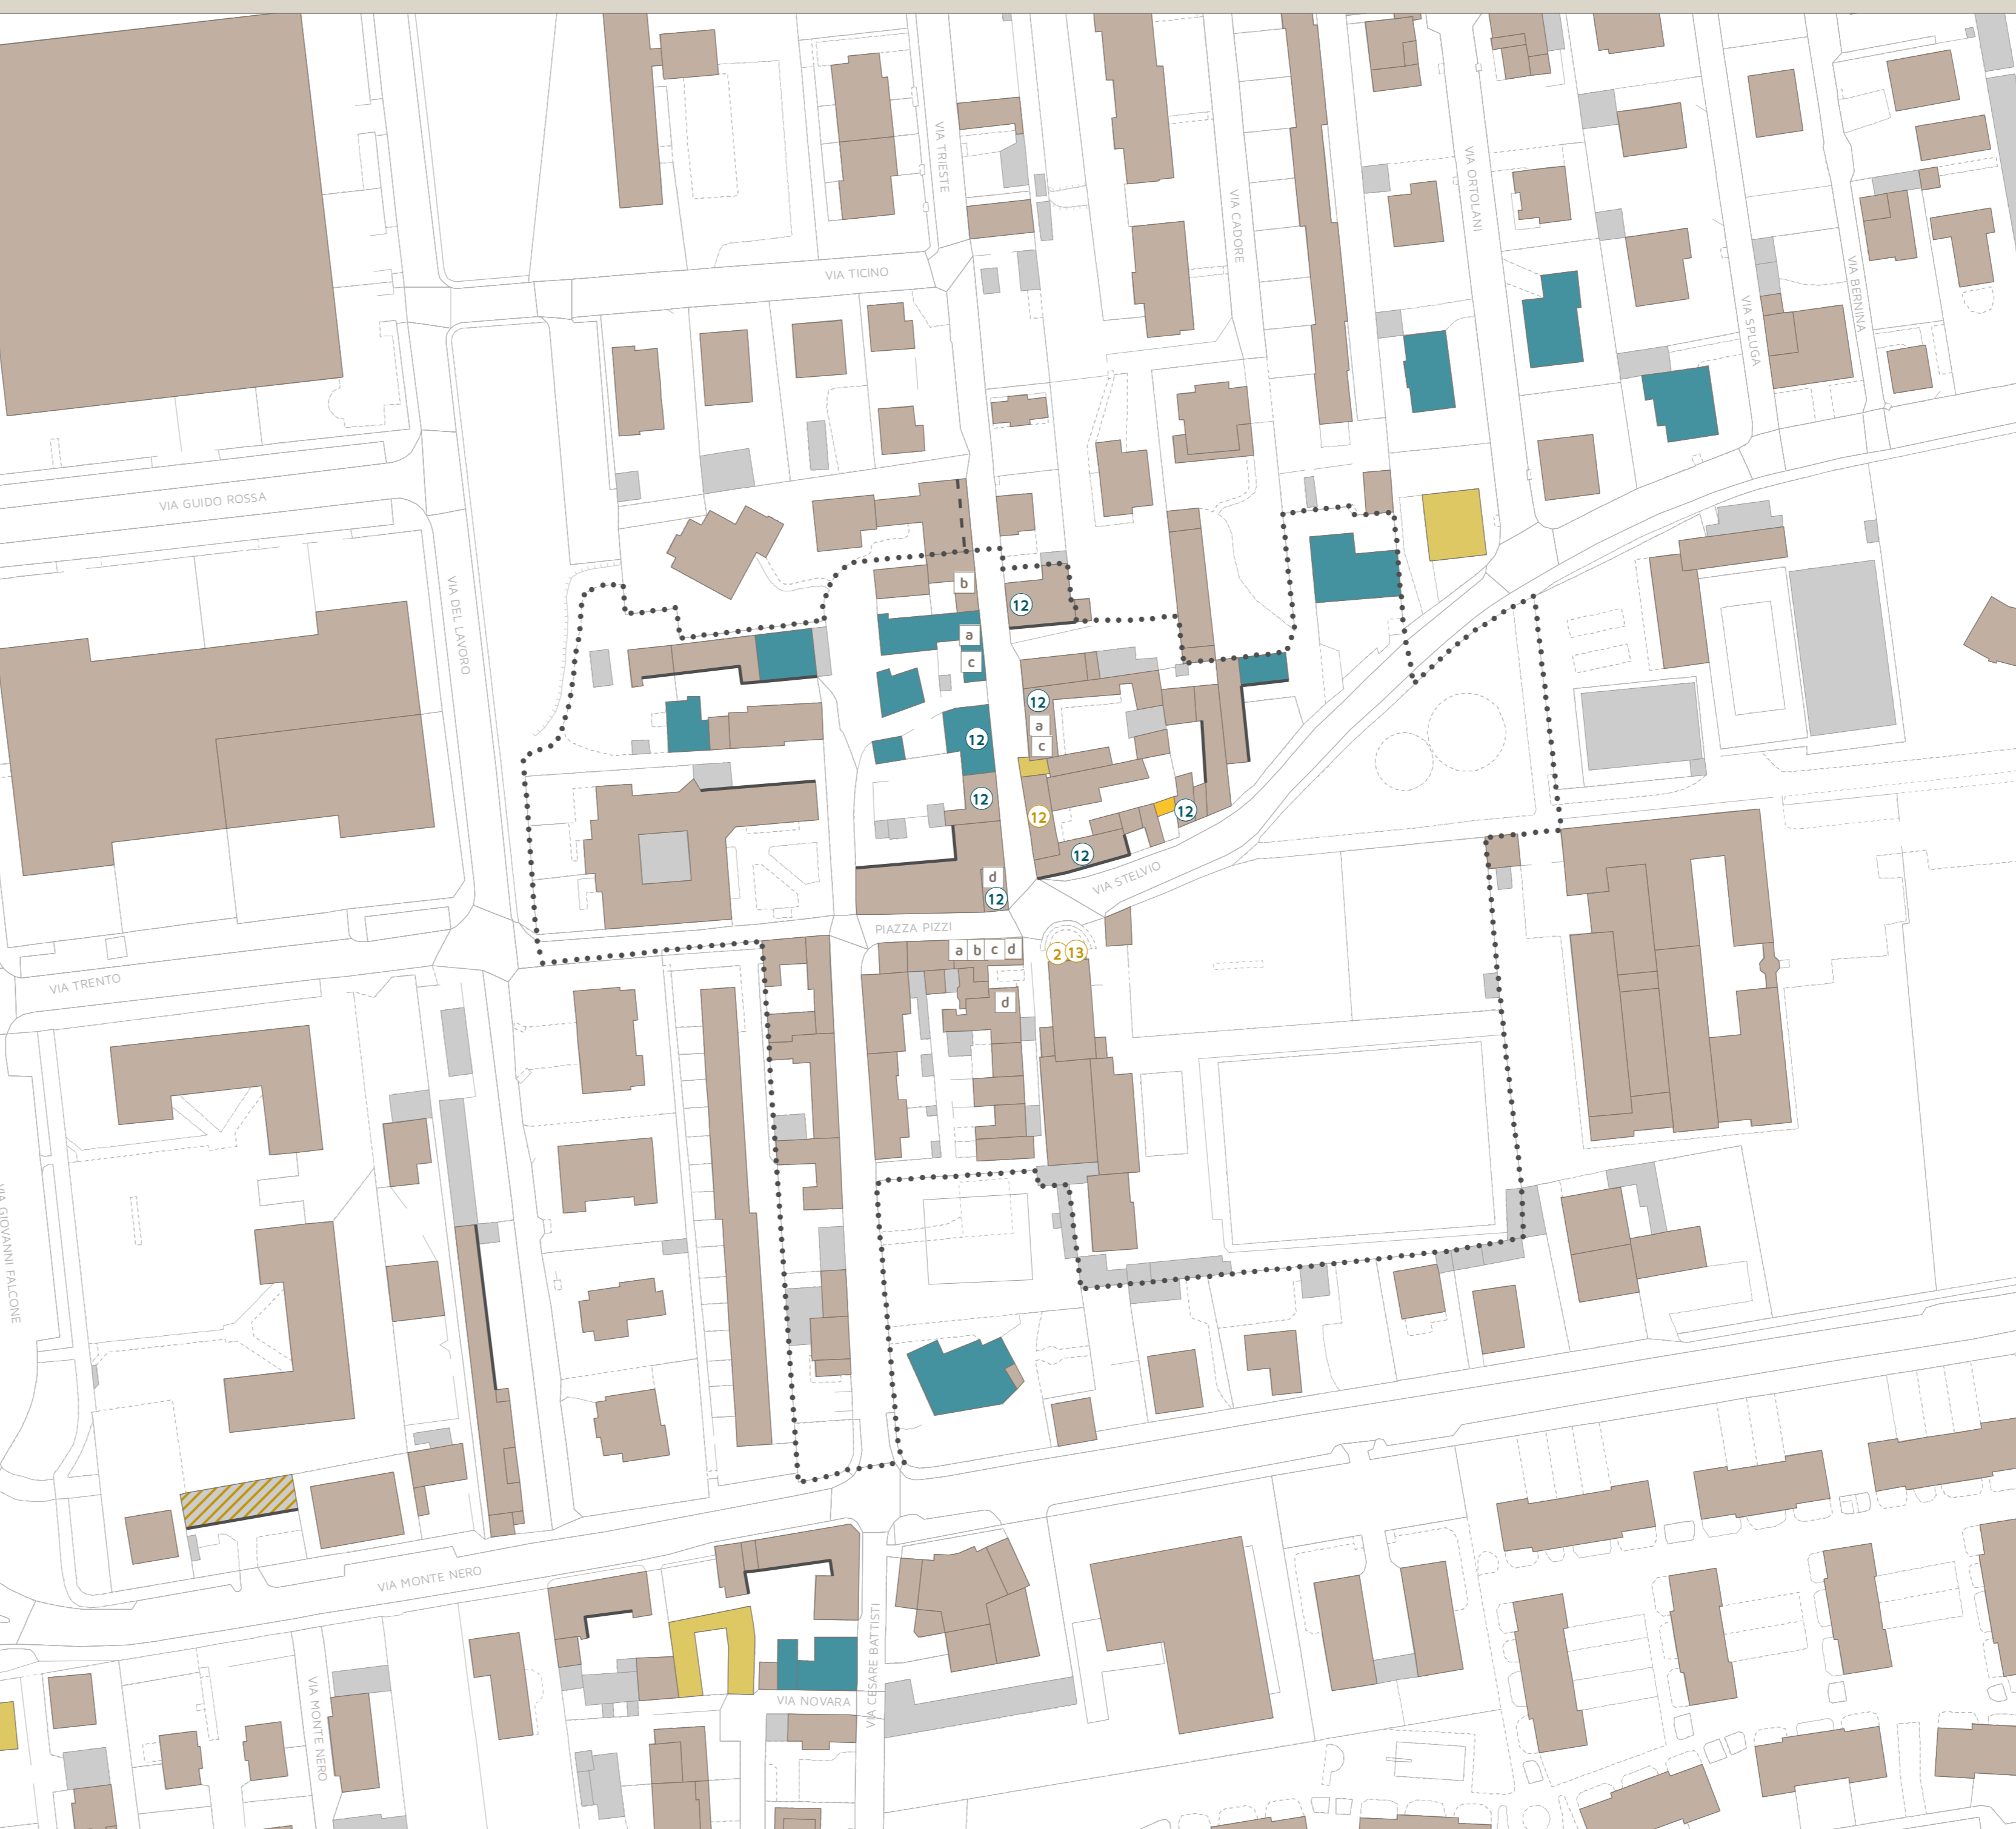 VIA TRIESTE
VIA ORTOLANI
VIA CADORE
VIA TICINO
VIA BERNINA
VIA SPLUGA
VIA GUIDO ROSSA
VIA DEL LAVORO
b
12
a
c
12
a
12
c
12
12
12
12
d
12
VIA STELVIO
PIAZZA PIZZI
a b c d
2 13
VIA TRENTO
d
VIA GIOVANNI FALCONE
VIA MONTE NERO
VIA CESARE BATTISTI
VIA NOVARA
VIA MONTE NERO